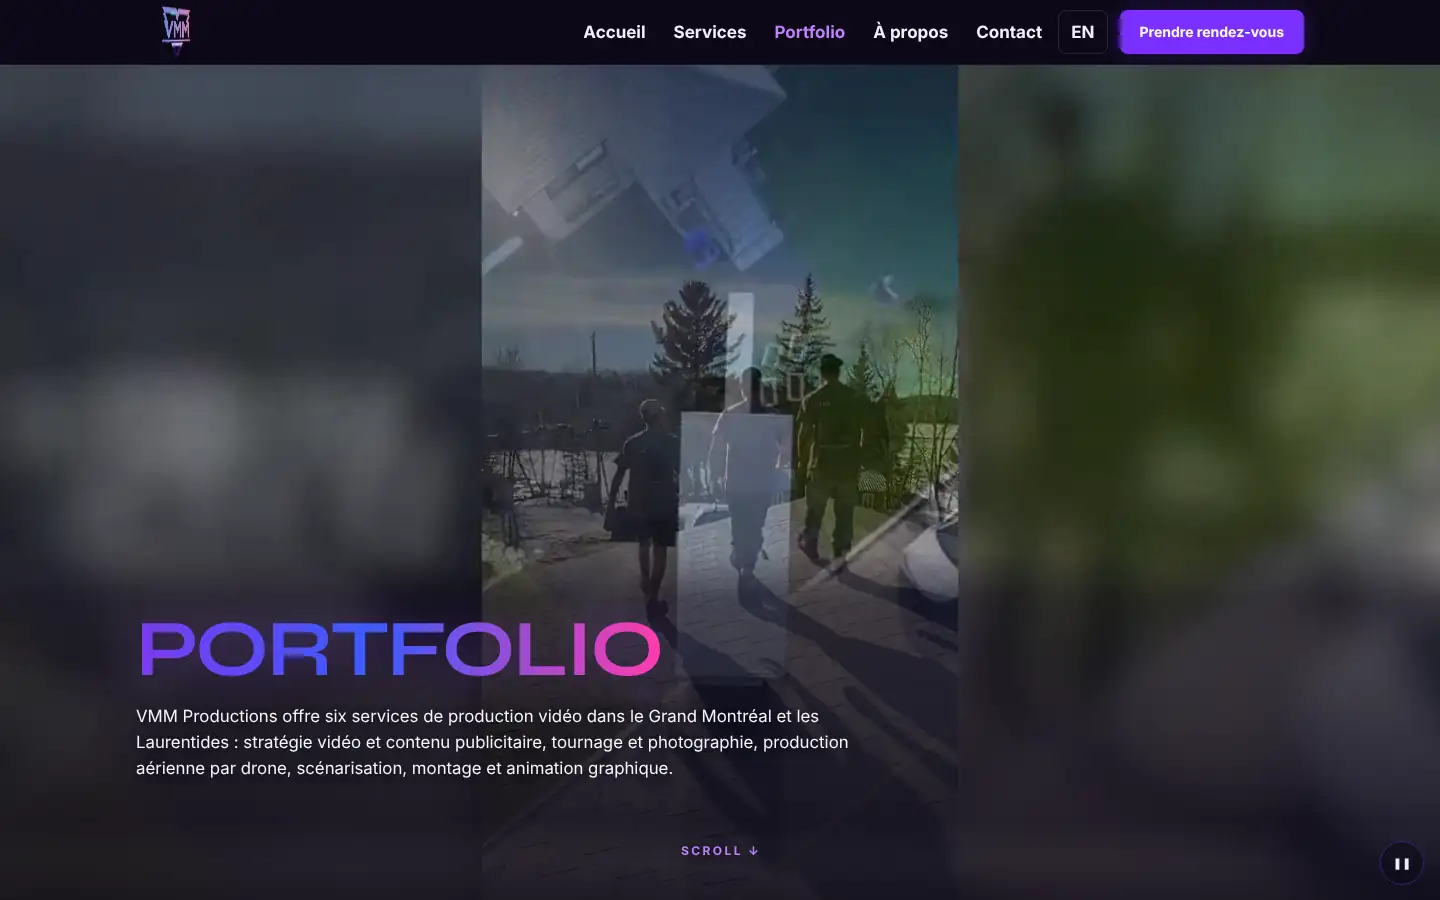 VMM
Accueil
Services
Portfolio
À propos
Contact
EN
Prendre rendez-vous
PORTFOLIO
VMM Productions offre six services de production vidéo dans le Grand Montréal et les
Laurentides : stratégie vidéo et contenu publicitaire, tournage et photographie, production
aérienne par drone, scénarisation, montage et animation graphique.
SCROLL ↓